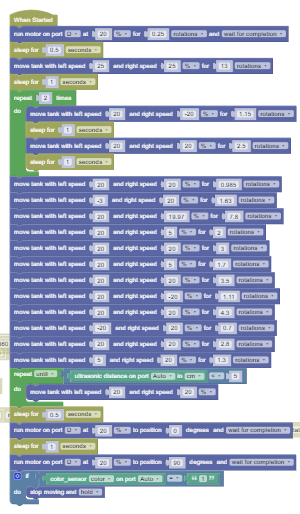 When Started
run motor on port D at 20 % for 0.25 rotations and wait for completion
sleep for 0.5 seconds
move tank with left speed 25 and right speed 25 % for 13 rotations
sleep for 1 seconds
repeat 2 times
do move tank with left speed 20 and right speed -20 % for 1.15 rotations
sleep for 1 seconds
move tank with left speed 20 and right speed 20 % for 2.5 rotations
sleep for 1 seconds
move tank with left speed 20 and right speed 20 % for 0.985 rotations
move tank with left speed -3 and right speed 20 % for 1.63 rotations
move tank with left speed 20 and right speed 19.97 % for 7.8 rotations
move tank with left speed 20 and right speed 5 % for 2 rotations
move tank with left speed 20 and right speed 20 % for 3 rotations
move tank with left speed 20 and right speed 5 % for 1.7 rotations
move tank with left speed 20 and right speed 20 % for 3.5 rotations
move tank with left speed 20 and right speed -20 % for 1.11 rotations
move tank with left speed 20 and right speed 20 % for 4.3 rotations
move tank with left speed -20 and right speed 20 % for 0.7 rotations
move tank with left speed 20 and right speed 20 % for 2.8 rotations
move tank with left speed 5 and right speed 20 % for 1.3 rotations
repeat until ultrasonic distance on port Auto in cm < 5
do move tank with left speed 20 and right speed 20 %
sleep for 0.5 seconds
run motor on port D at 20 % to position 0 degrees and wait for completion
sleep for 1 seconds
run motor on port D at 20 % to position 90 degrees and wait for completion
if color_sensor color on port Auto = " 1 "
do stop moving and hold